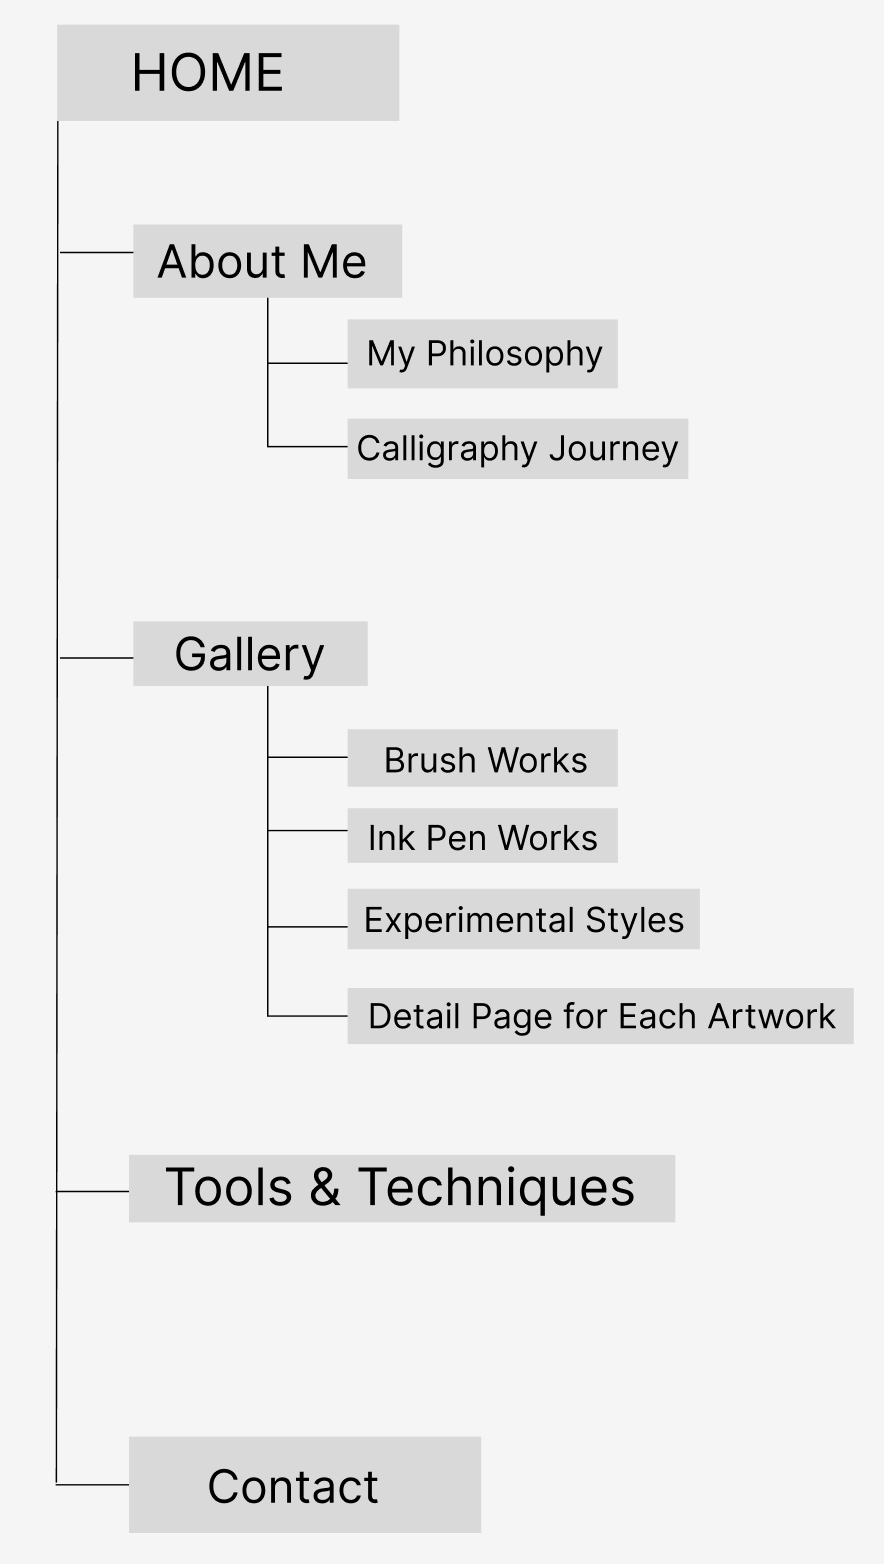 HOME
About Me
My Philosophy
Calligraphy Journey
Gallery
Brush Works
Ink Pen Works
Experimental Styles
Detail Page for Each Artwork
Tools & Techniques
Contact